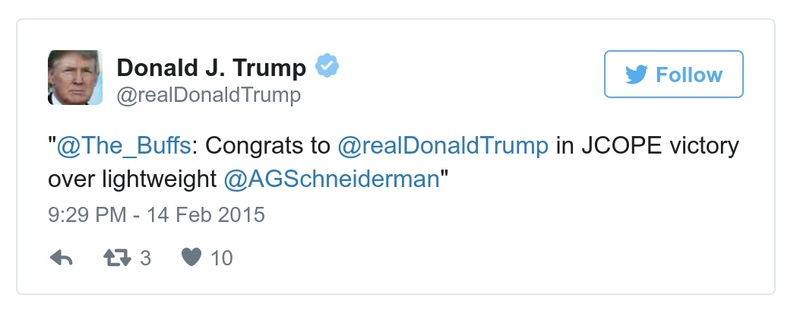 Donald J. Trump
@realDonaldTrump
Follow
"@The_Buffs: Congrats to @realDonaldTrump in JCOPE victory
over lightweight @AGSchneiderman"
9:29 PM - 14 Feb 2015
3 10